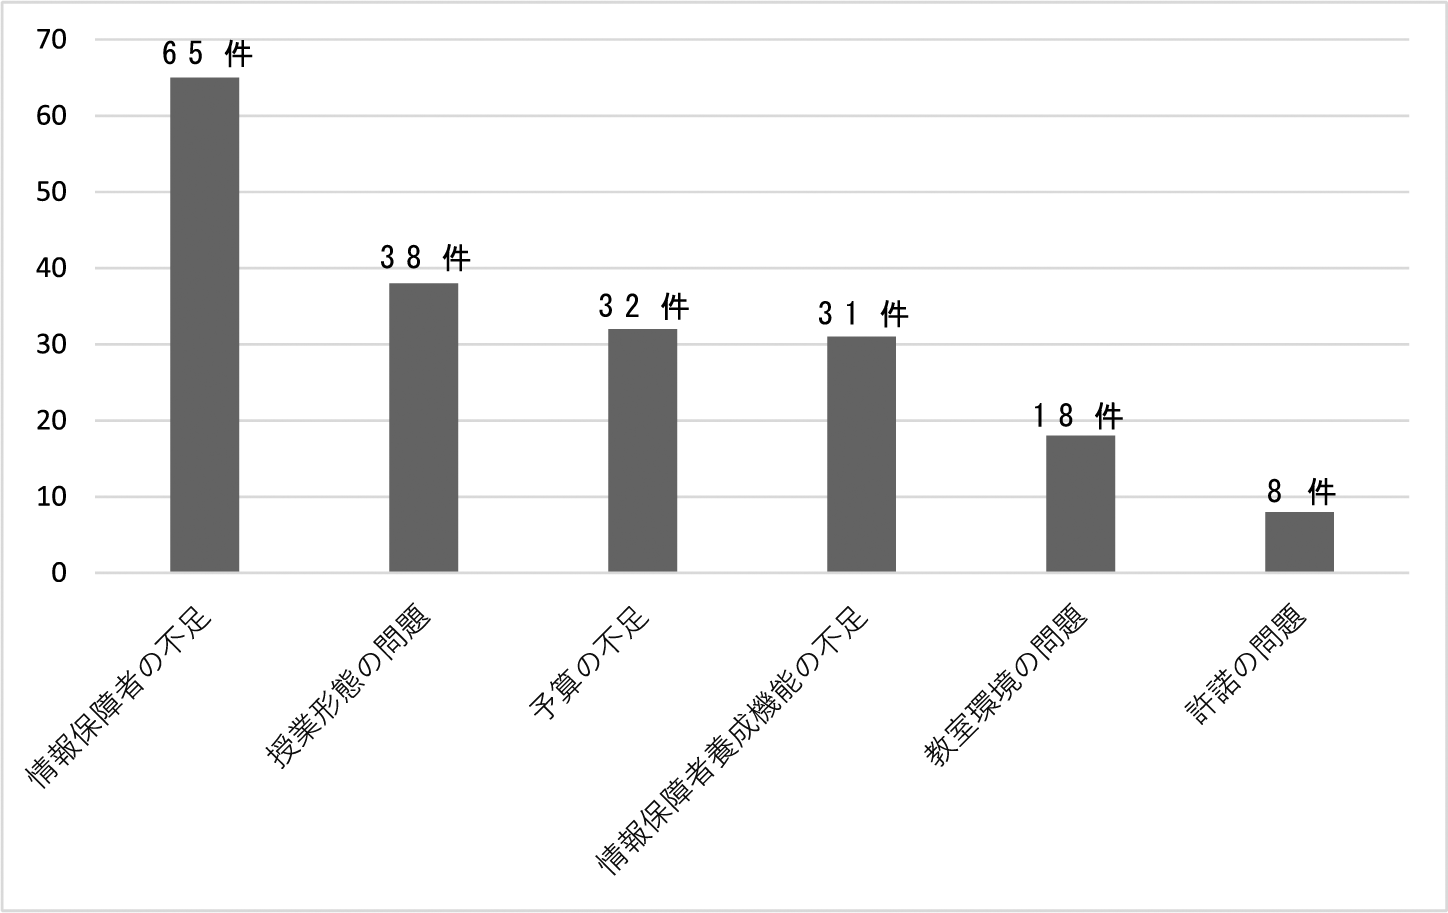 70
60
50
40
30
20
10
0
６５ 件
３８ 件
３２ 件
３１ 件
１８ 件
８ 件
情報保障者の不足
授業形態の問題
予算の不足
情報保障者養成機能の不足
教室環境の問題
許諾の問題